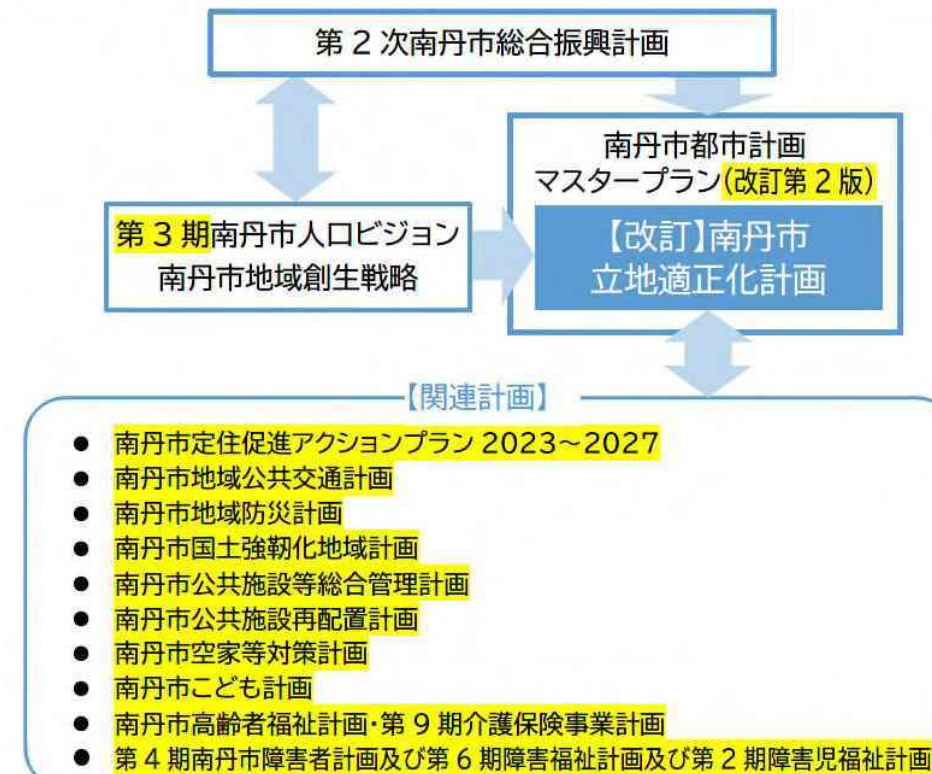 第2次南丹市総合振興計画
南丹市都市計画
マスタープラン(改訂第2版)
【改訂】南丹市
立地適正化計画
第3期南丹市人口ビジョン
南丹市地域創生戦略
【関連計画】
● 南丹市定住促進アクションプラン 2023~2027
● 南丹市地域公共交通計画
● 南丹市地域防災計画
● 南丹市国土強靭化地域計画
● 南丹市公共施設等総合管理計画
● 南丹市公共施設再配置計画
● 南丹市空家等対策計画
● 南丹市こども計画
● 南丹市高齢者福祉計画・第9期介護保険事業計画
● 第4期南丹市障害者計画及び第6期障害福祉計画及び第2期障害児福祉計画